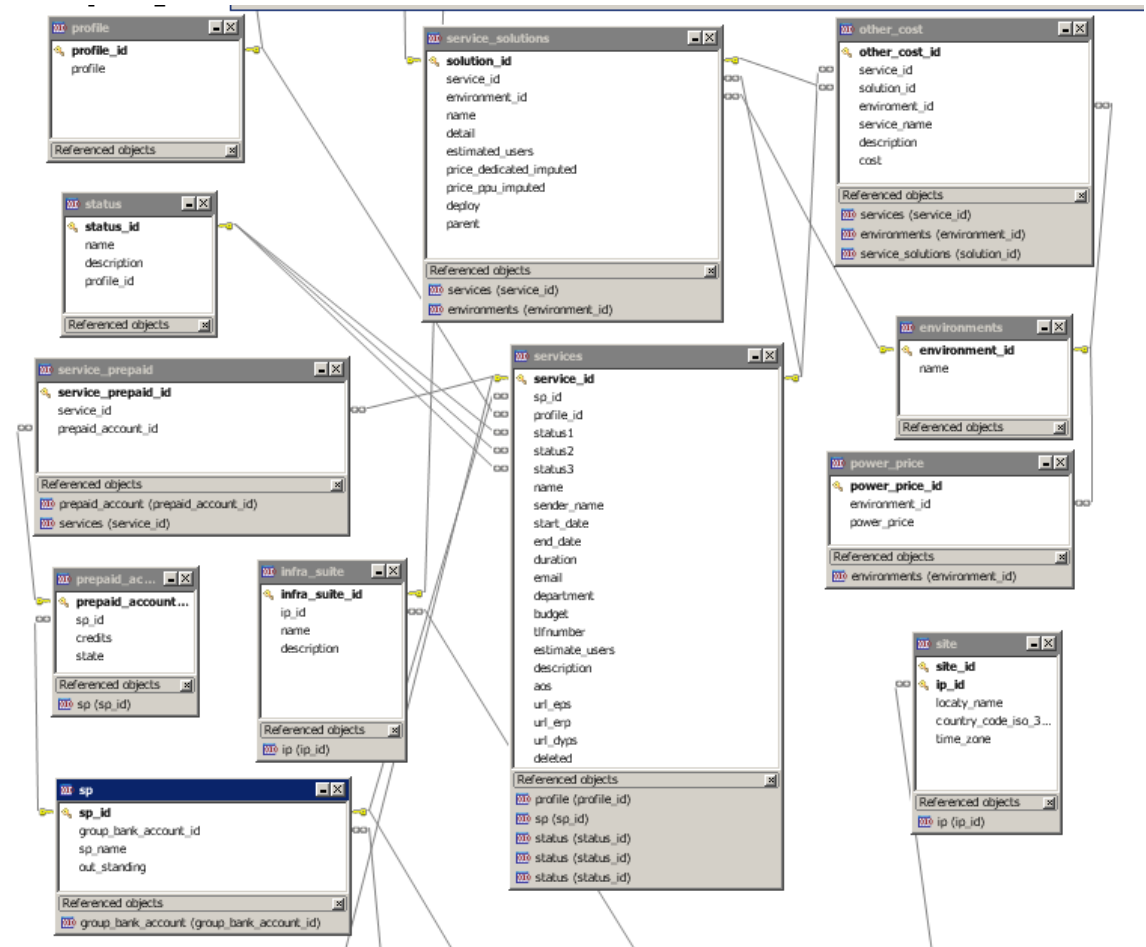 profile
profile_id
profile
Referenced objects
service_solutions
solution_id
service_id
environment_id
name
detail
estimated_users
price_dedicated_imputed
price_ppu_imputed
deploy
parent
Referenced objects
services (service_id)
environments (environment_id)
other_cost
other_cost_id
service_id
solution_id
enviroment_id
service_name
description
cost
Referenced objects
services (service_id)
environments (environment_id)
service_solutions (solution_id)
status
status_id
name
description
profile_id
Referenced objects
environments
environment_id
name
Referenced objects
service_prepaid
service_prepaid_id
service_id
prepaid_account_id
Referenced objects
prepaid_account (prepaid_account_id)
services (service_id)
services
service_id
sp_id
profile_id
status1
status2
status3
name
sender_name
start_date
end_date
duration
email
department
budget
tlfnumber
estimate_users
description
aos
url_eps
url_erp
url_dyps
deleted
Referenced objects
profile (profile_id)
sp (sp_id)
status (status_id)
status (status_id)
status (status_id)
power_price
power_price_id
environment_id
power_price
Referenced objects
environments (environment_id)
prepaid_ac...
prepaid_account...
sp_id
credits
state
Referenced objects
sp (sp_id)
infra_suite
infra_suite_id
ip_id
name
description
Referenced objects
ip (ip_id)
site
site_id
ip_id
locaty_name
country_code_iso_3...
time_zone
Referenced objects
ip (ip_id)
sp
sp_id
group_bank_account_id
sp_name
out_standing
Referenced objects
group_bank_account (group_bank_account_id)